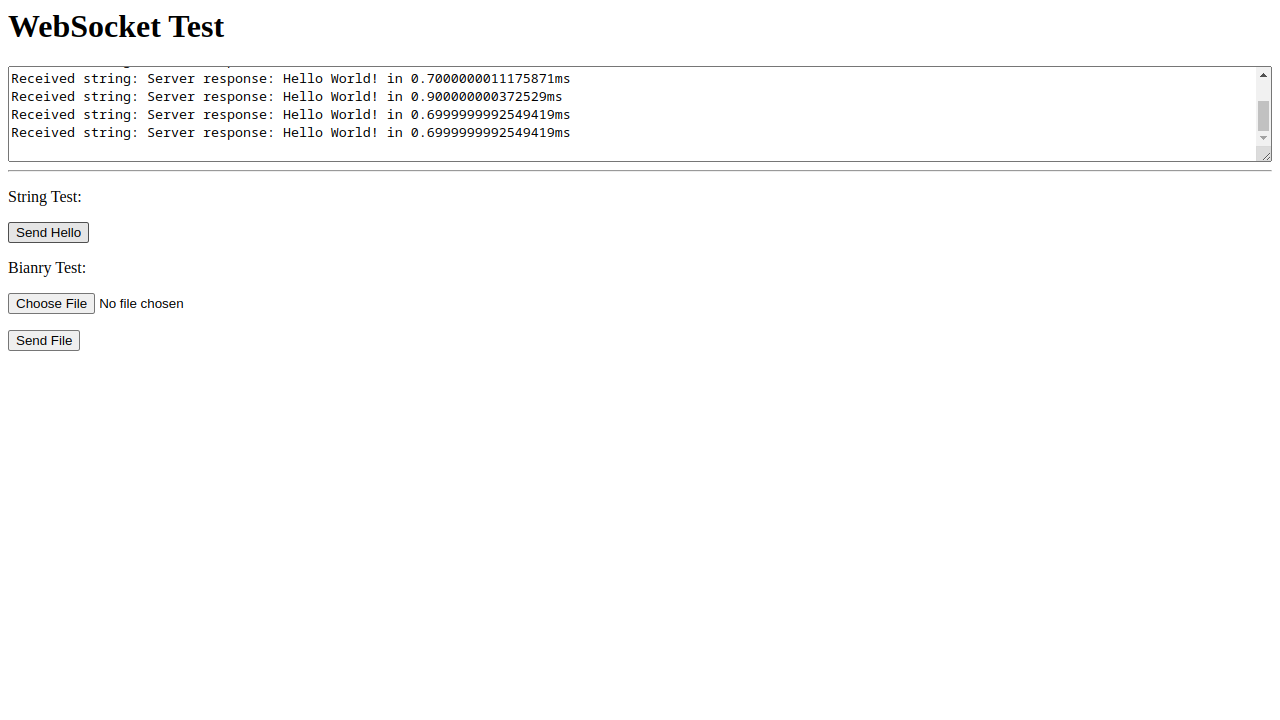 WebSocket Test
Received string: Server response: Hello World! in 0.7000000011175871ms
Received string: Server response: Hello World! in 0.900000000372529ms
Received string: Server response: Hello World! in 0.6999999992549419ms
Received string: Server response: Hello World! in 0.6999999992549419ms
String Test:
Send Hello
Bianry Test:
Choose File No file chosen
Send File